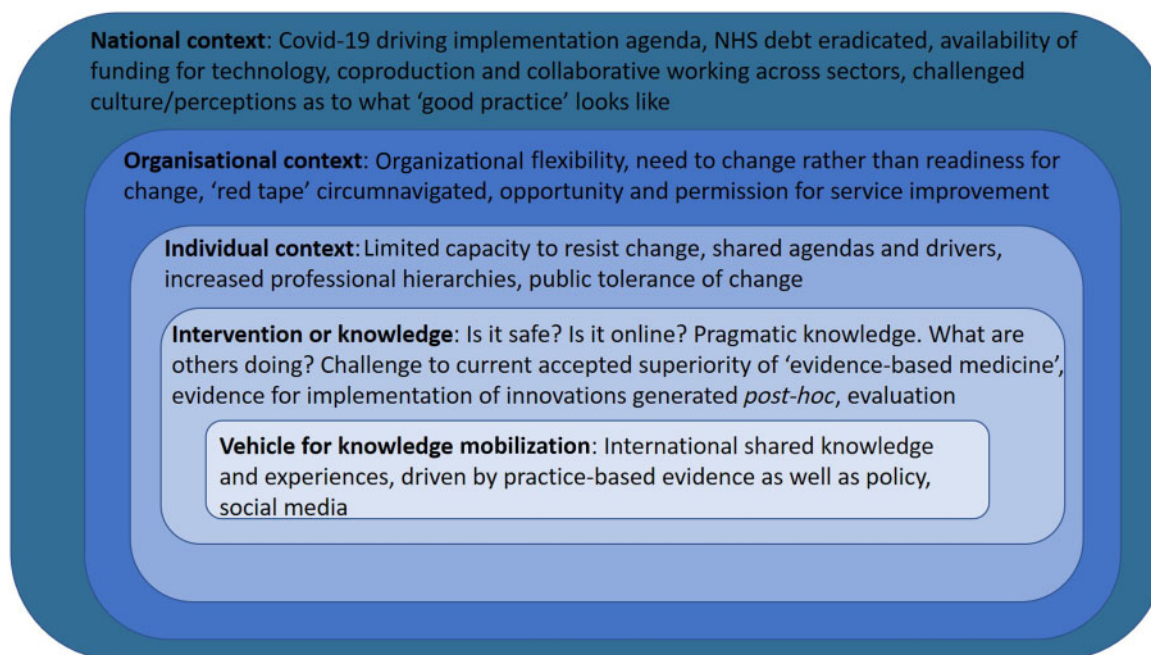 National context: Covid-19 driving implementation agenda, NHS debt eradicated, availability of
funding for technology, coproduction and collaborative working across sectors, challenged
culture/perceptions as to what ‘good practice’ looks like
Organisational context: Organizational flexibility, need to change rather than readiness for
change, ‘red tape’ circumnavigated, opportunity and permission for service improvement
Individual context: Limited capacity to resist change, shared agendas and drivers,
increased professional hierarchies, public tolerance of change
Intervention or knowledge: Is it safe? Is it online? Pragmatic knowledge. What are
others doing? Challenge to current accepted superiority of ‘evidence-based medicine’,
evidence for implementation of innovations generated post-hoc, evaluation
Vehicle for knowledge mobilization: International shared knowledge
and experiences, driven by practice-based evidence as well as policy,
social media